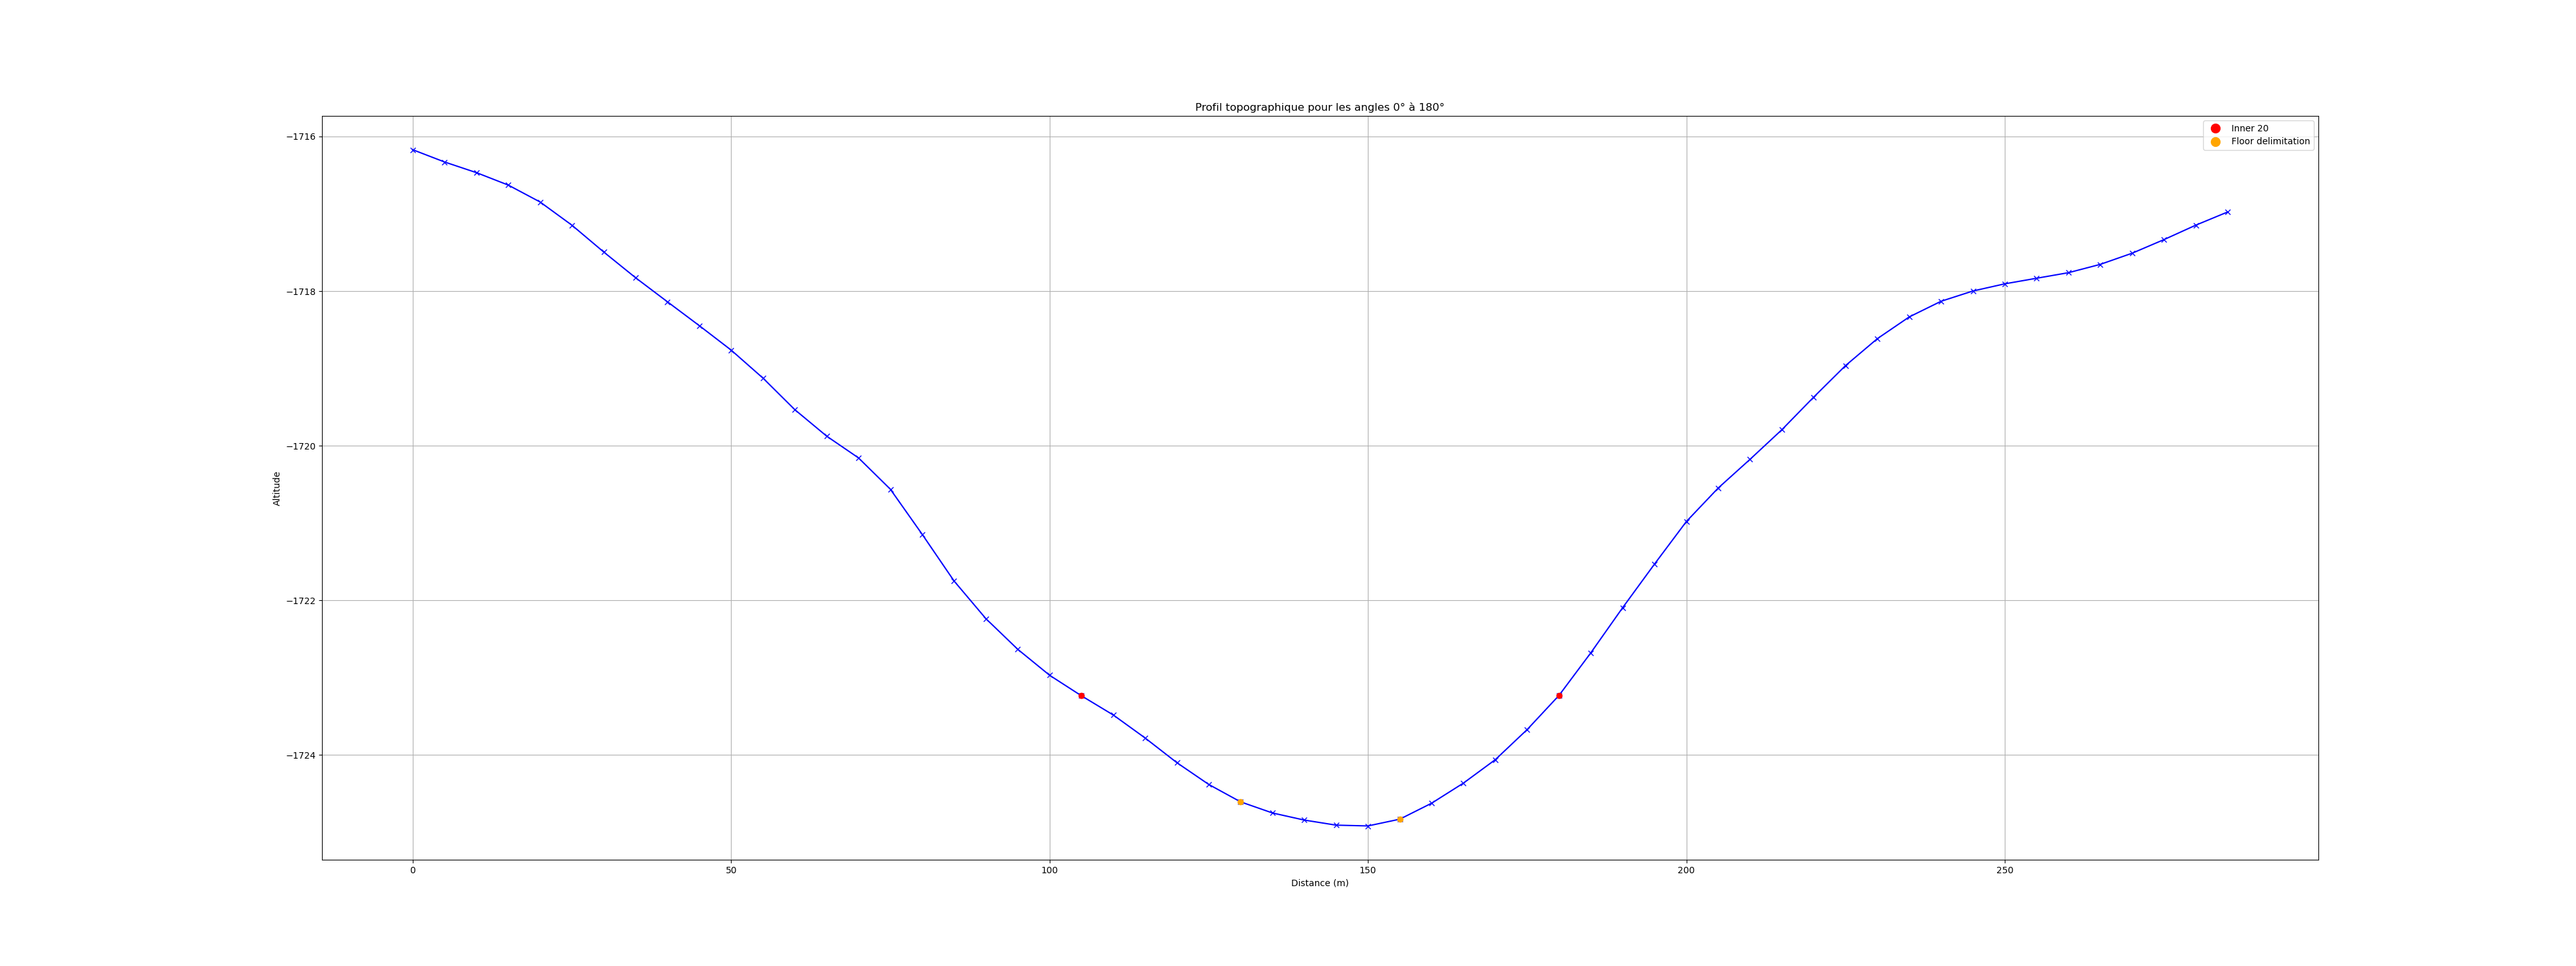 Profil topographique pour les angles 0° à 180°
Inner 20
Floor delimitation
−1716
−1718
−1720
−1722
−1724
Altitude
0
50
100
150
200
250
Distance (m)